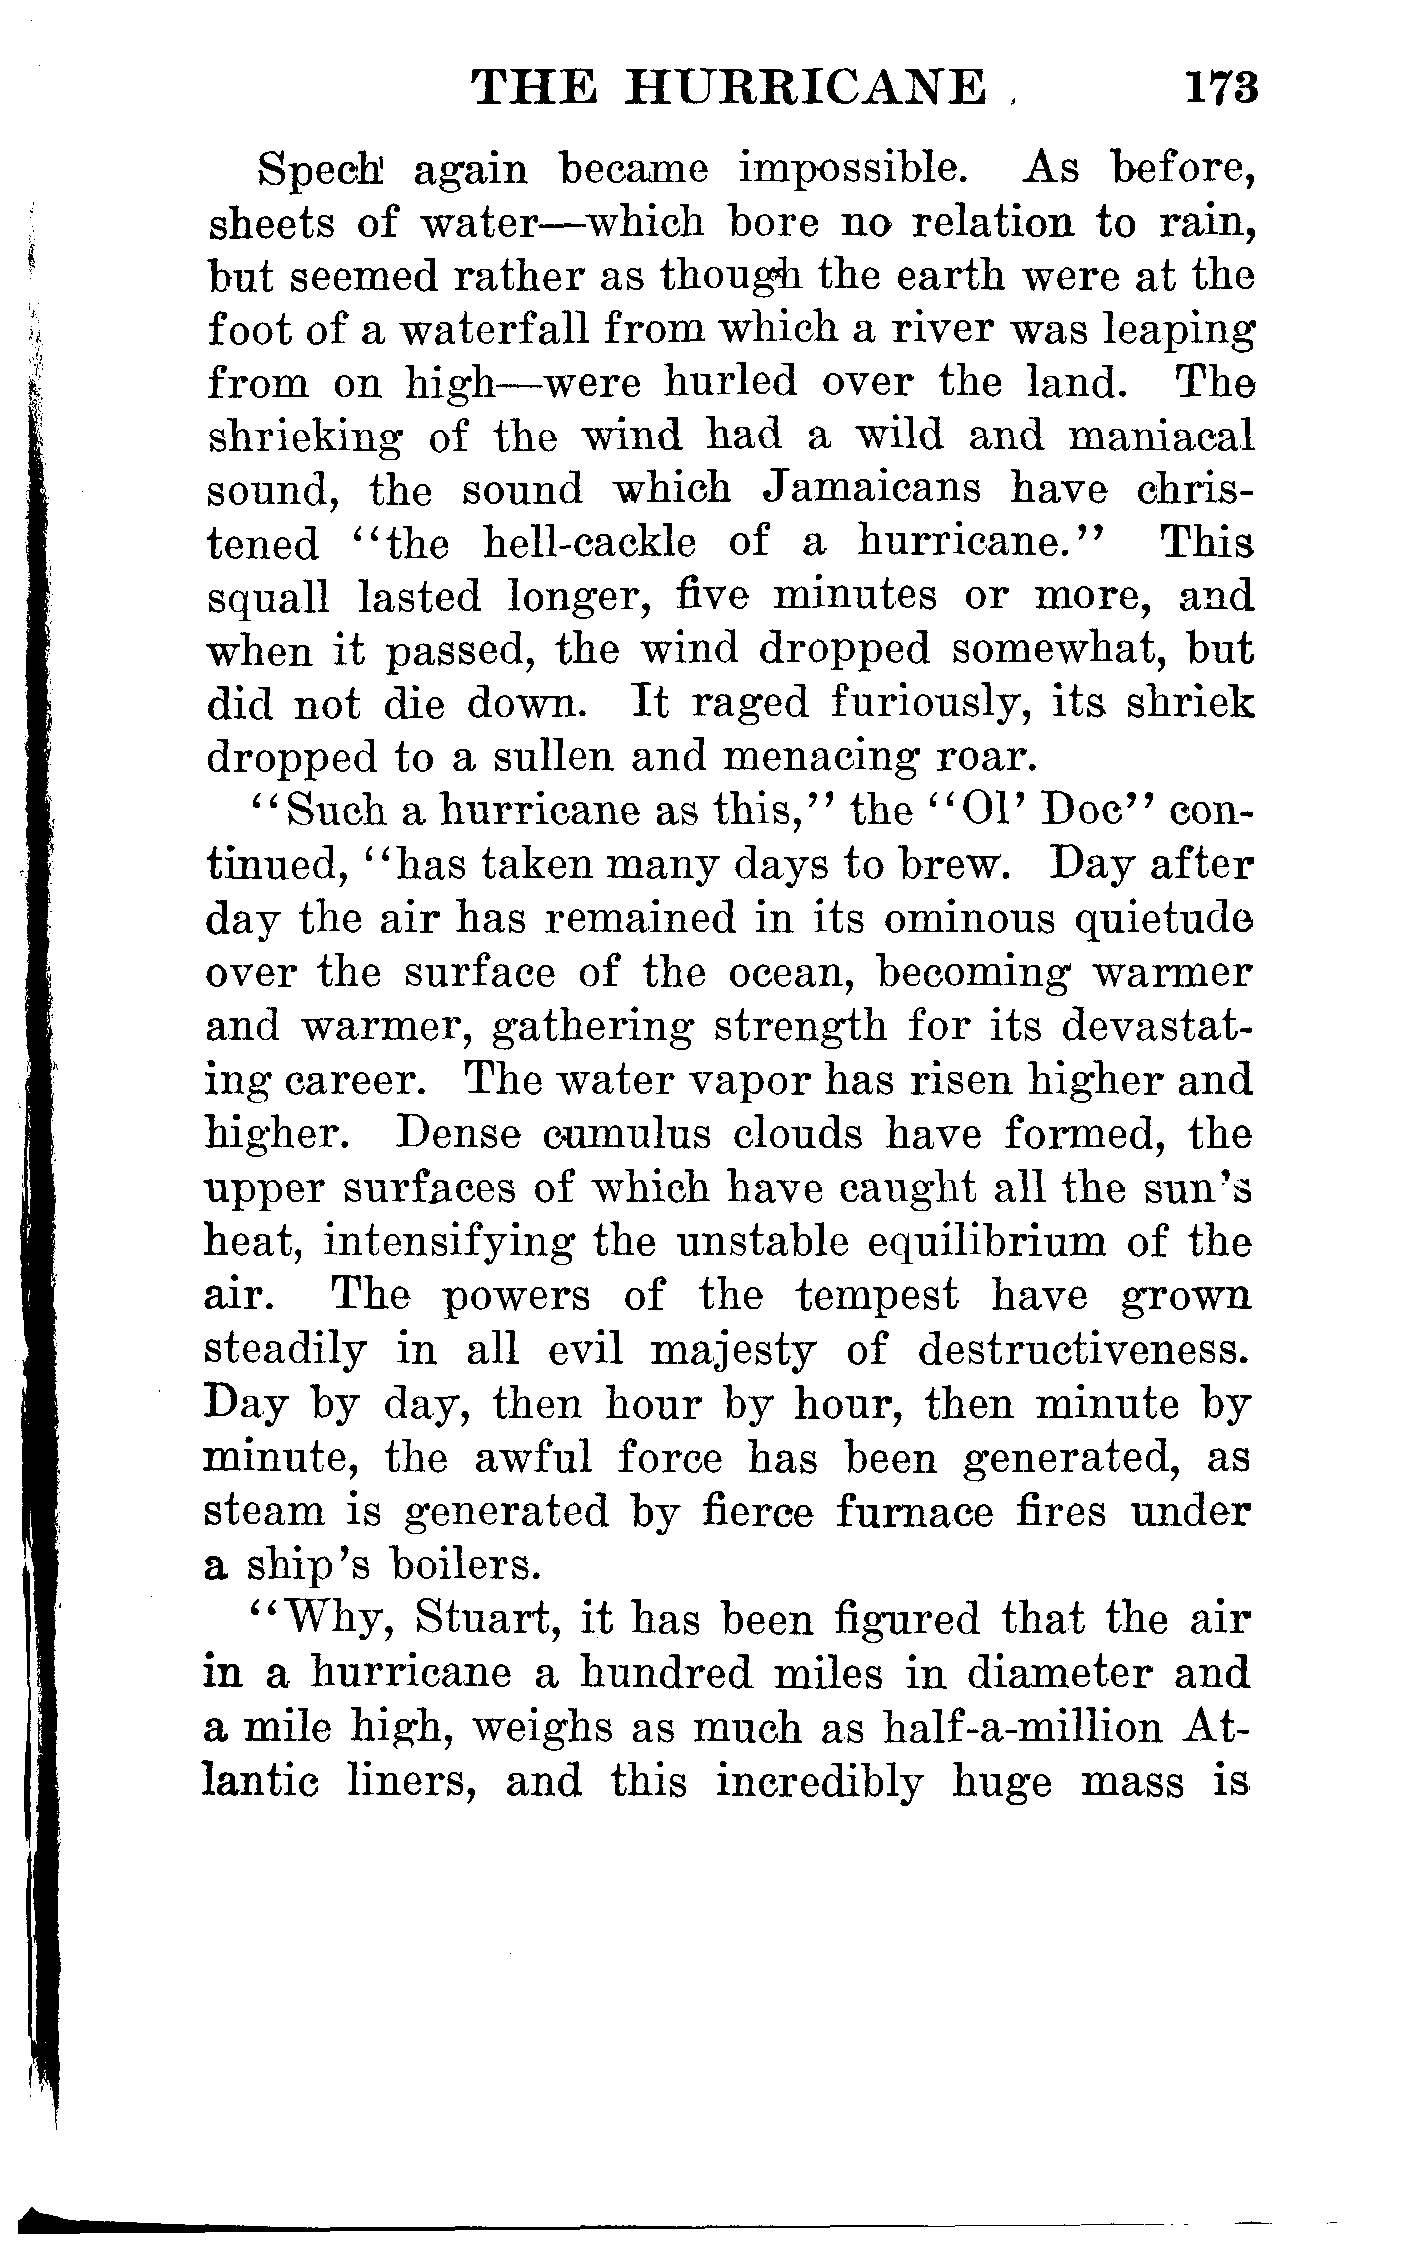 THE HURRICANE 173
Spech again became impossible. As before,
sheets of water—which bore no relation to rain,
but seemed rather as though the earth were at the
foot of a waterfall from which a river was leaping
from on high—were hurled over the land. The
shrieking of the wind had a wild and maniacal
sound, the sound which Jamaicans have chris-
tened "the hell-cackle of a hurricane." This
squall lasted longer, five minutes or more, and
when it passed, the wind dropped somewhat, but
did not die down. It raged furiously, its shriek
dropped to a sullen and menacing roar.
"Such a hurricane as this," the "Ol' Doc" con-
tinued, "has taken many days to brew. Day after
day the air has remained in its ominous quietude
over the surface of the ocean, becoming warmer
and warmer, gathering strength for its devastat-
ing career. The water vapor has risen higher and
higher. Dense cumulus clouds have formed, the
upper surfaces of which have caught all the sun's
heat, intensifying the unstable equilibrium of the
air. The powers of the tempest have grown
steadily in all evil majesty of destructiveness.
Day by day, then hour by hour, then minute by
minute, the awful force has been generated, as
steam is generated by fierce furnace fires under
a ship's boilers.
"Why, Stuart, it has been figured that the air
in a hurricane a hundred miles in diameter and
a mile high, weighs as much as half-a-million At-
lantic liners, and this incredibly huge mass is